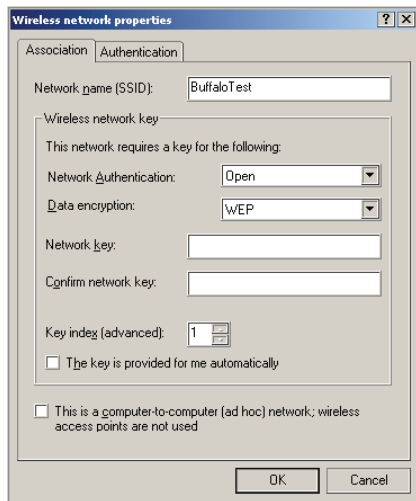 Wireless network properties
Association
Authentication
Network name (SSID):
BuffaloTest
Wireless network key
This network requires a key for the following:
Network Authentication:
Open
Data encryption:
WEP
Network key:
Confirm network key:
Key index (advanced):
1
The key is provided for me automatically
This is a computer-to-computer (ad hoc) network; wireless
access points are not used
OK
Cancel